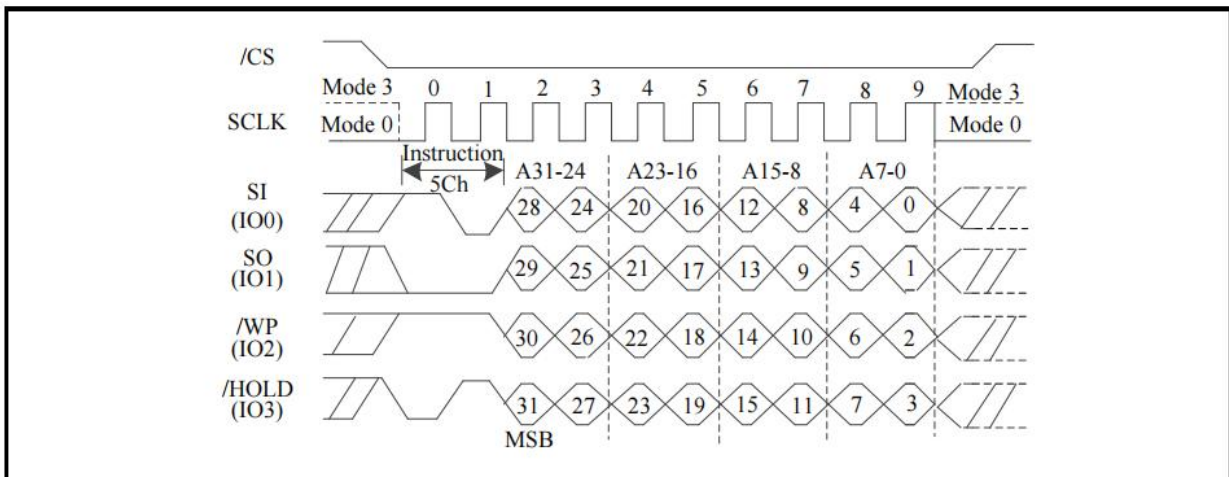 /CS
Mode 3 0 1 2 3 4 5 6 7 8 9 Mode 3
SCLK Mode 0 Mode 0
Instruction
5Ch
A31-24 A23-16 A15-8 A7-0
SI
(IO0)
28 24 20 16 12 8 4 0
SO
(IO1)
29 25 21 17 13 9 5 1
/WP
(IO2)
30 26 22 18 14 10 6 2
/HOLD
(IO3)
31 27 23 19 15 11 7 3
MSB